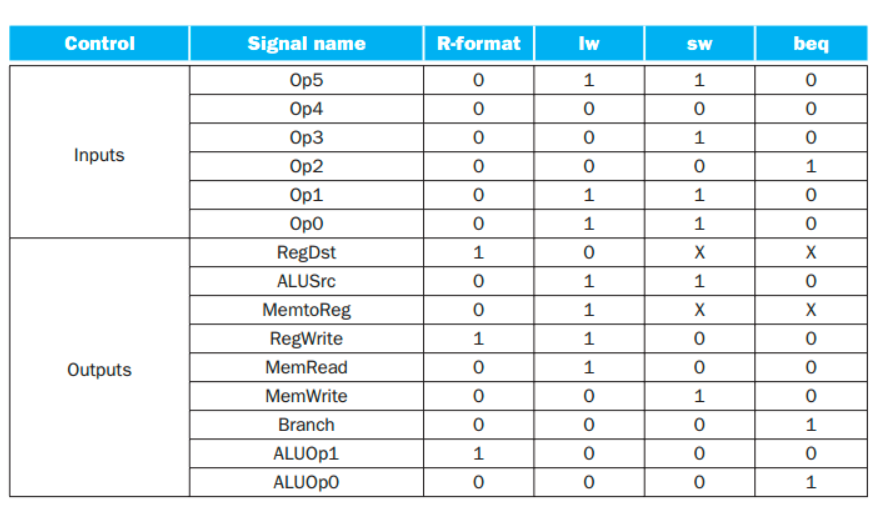 Control Signal name R-format lw sw beq
Op5 0 1 1 0
Op4 0 0 0 0
Op3 0 0 1 0
Inputs
Op2 0 0 0 1
Op1 0 1 1 0
Op0 0 1 1 0
RegDst 1 0 X X
ALUSrc 0 1 1 0
MemtoReg 0 1 X X
RegWrite 1 1 0 0
Outputs MemRead 0 1 0 0
MemWrite 0 0 1 0
Branch 0 0 0 1
ALUOp1 1 0 0 0
ALUOp0 0 0 0 1